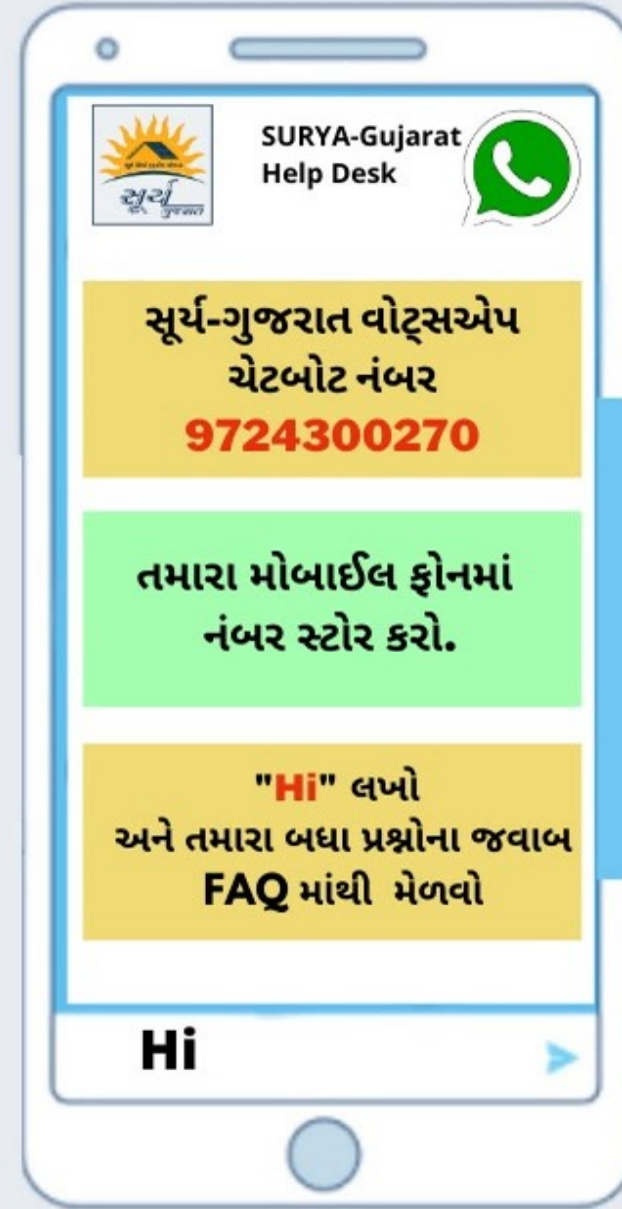 સૂર્ય
ગુજરાત
SURYA-Gujarat
Help Desk
સૂર્ય-ગુજરાત વોટ્સએપ
ચેટબોટ નંબર
9724300270
તમારા મોબાઈલ ફોનમાં
નંબર સ્ટોર કરો.
"Hi" લખો
અને તમારા બધા પ્રશ્નોના જવાબ
FAQ માંથી મેળવો
Hi